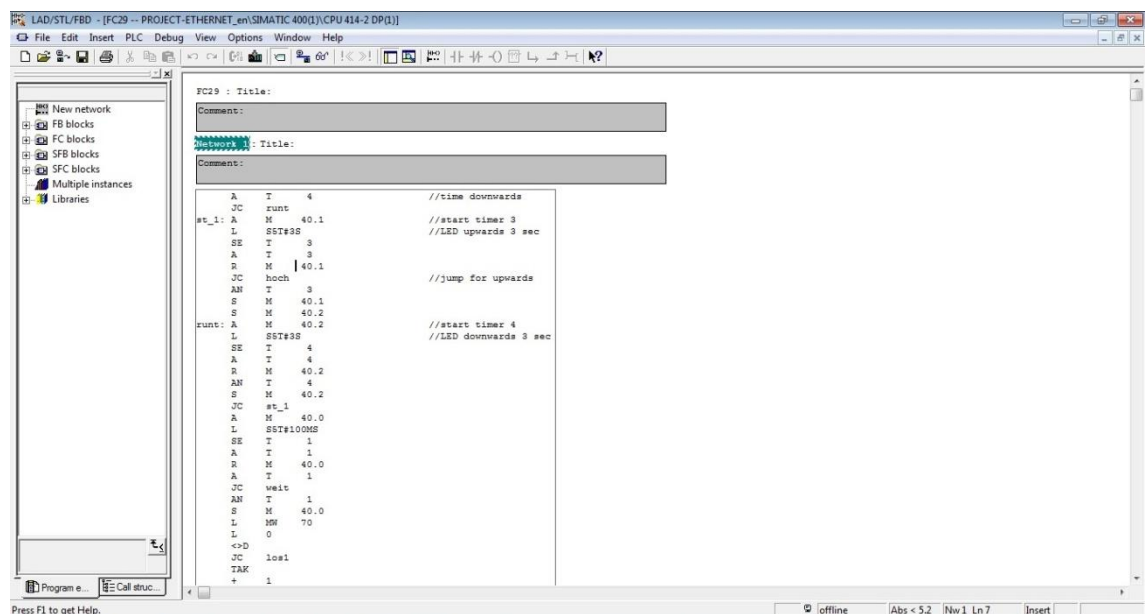 LAD/STL/FBD - [FC29 -- PROJECT-ETHERNET_en\SIMATIC 400(1)\CPU 414-2 DP(1)]
File Edit Insert PLC Debug View Options Window Help
New network
FB blocks
FC blocks
SFB blocks
SFC blocks
Multiple instances
Libraries
Program e... Call struc...
FC29 : Title:
Comment:
Network 1: Title:
Comment:
A T 4 //time downwards
JC runt
st_1: A M 40.1 //start timer 3
L S5T#3S //LED upwards 3 sec
SE T 3
A T 3
R M 40.1
JC hoch //jump for upwards
AN T 3
S M 40.1
S M 40.2
runt: A M 40.2 //start timer 4
L S5T#3S //LED downwards 3 sec
SE T 4
A T 4
R M 40.2
AN T 4
S M 40.2
JC st_1
A M 40.0
L S5T#100MS
SE T 1
A T 1
R M 40.0
A T 1
JC weit
AN T 1
S M 40.0
L MW 70
L 0
<>D
JC los1
TAK
+ 1
Press F1 to get Help. offline Abs < 5.2 Nw 1 Ln 7 Insert